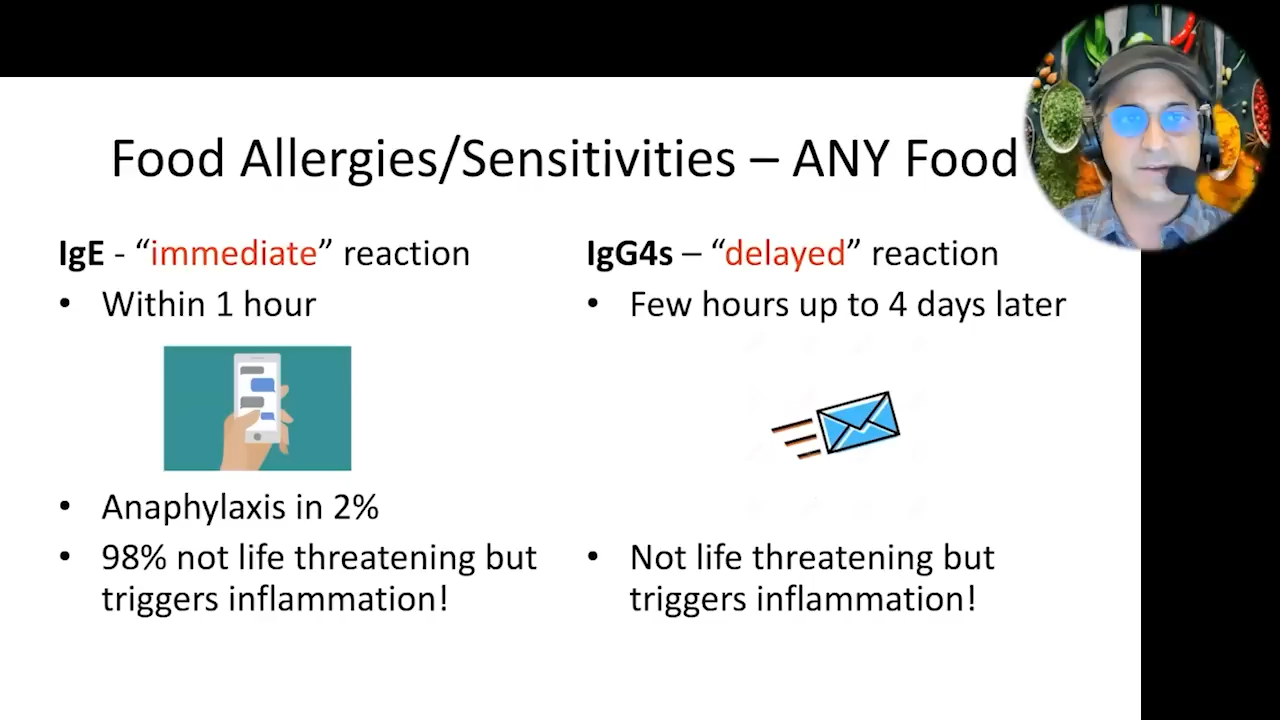 Food Allergies/Sensitivities – ANY Food
IgE - “immediate” reaction
• Within 1 hour
• Anaphylaxis in 2%
• 98% not life threatening but
triggers inflammation!
IgG4s – “delayed” reaction
• Few hours up to 4 days later
• Not life threatening but
triggers inflammation!